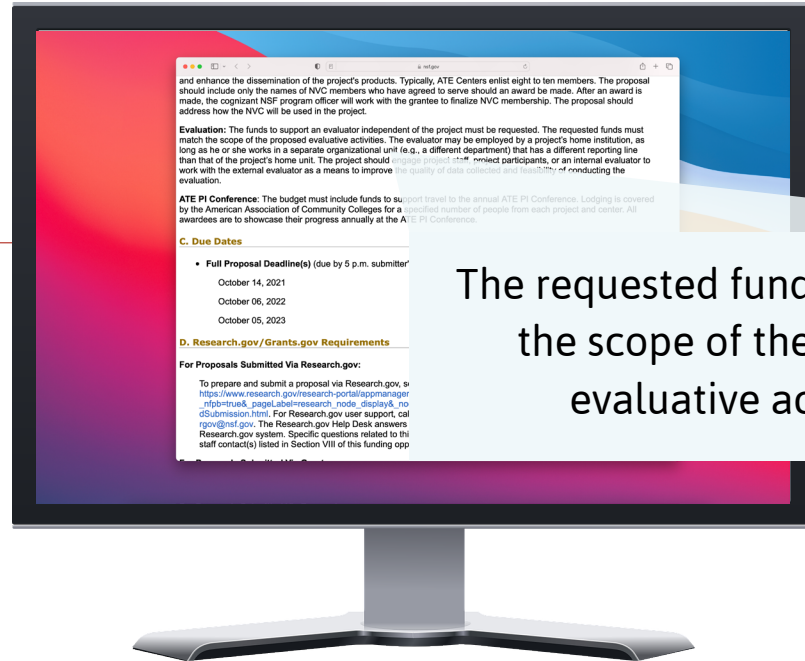 nsf.gov
and enhance the dissemination of the project's products. Typically, ATE Centers enlist eight to ten members. The proposal
should include only the names of NVC members who have agreed to serve should an award be made. After an award is
made, the cognizant NSF program officer will work with the grantee to finalize NVC membership. The proposal should
address how the NVC will be used in the project.
Evaluation: The funds to support an evaluator independent of the project must be requested. The requested funds must
match the scope of the proposed evaluative activities. The evaluator may be employed by a project's home institution, as
long as he or she works in a separate organizational unit (e.g., a different department) that has a different reporting line
than that of the project's home unit. The project should engage project staff, project participants, or an internal evaluator to
work with the external evaluator as a means to improve the quality of data collected and feasibility of conducting the
evaluation.
ATE PI Conference: The budget must include funds to support travel to the annual ATE PI Conference. Lodging is covered
by the American Association of Community Colleges for a specified number of people from each project and center. All
awardees are to showcase their progress annually at the ATE PI Conference.
C. Due Dates
• Full Proposal Deadline(s) (due by 5 p.m. submitter'
October 14, 2021
October 06, 2022
October 05, 2023
D. Research.gov/Grants.gov Requirements
For Proposals Submitted Via Research.gov:
To prepare and submit a proposal via Research.gov, s
https://www.research.gov/research-portal/appmanager
_nfpb=true&_pageLabel=research_node_display&_no
dSubmission.html. For Research.gov user support, cal
rgov@nsf.gov. The Research.gov Help Desk answers
Research.gov system. Specific questions related to thi
staff contact(s) listed in Section VIII of this funding opp
The requested fund
the scope of the
evaluative ac